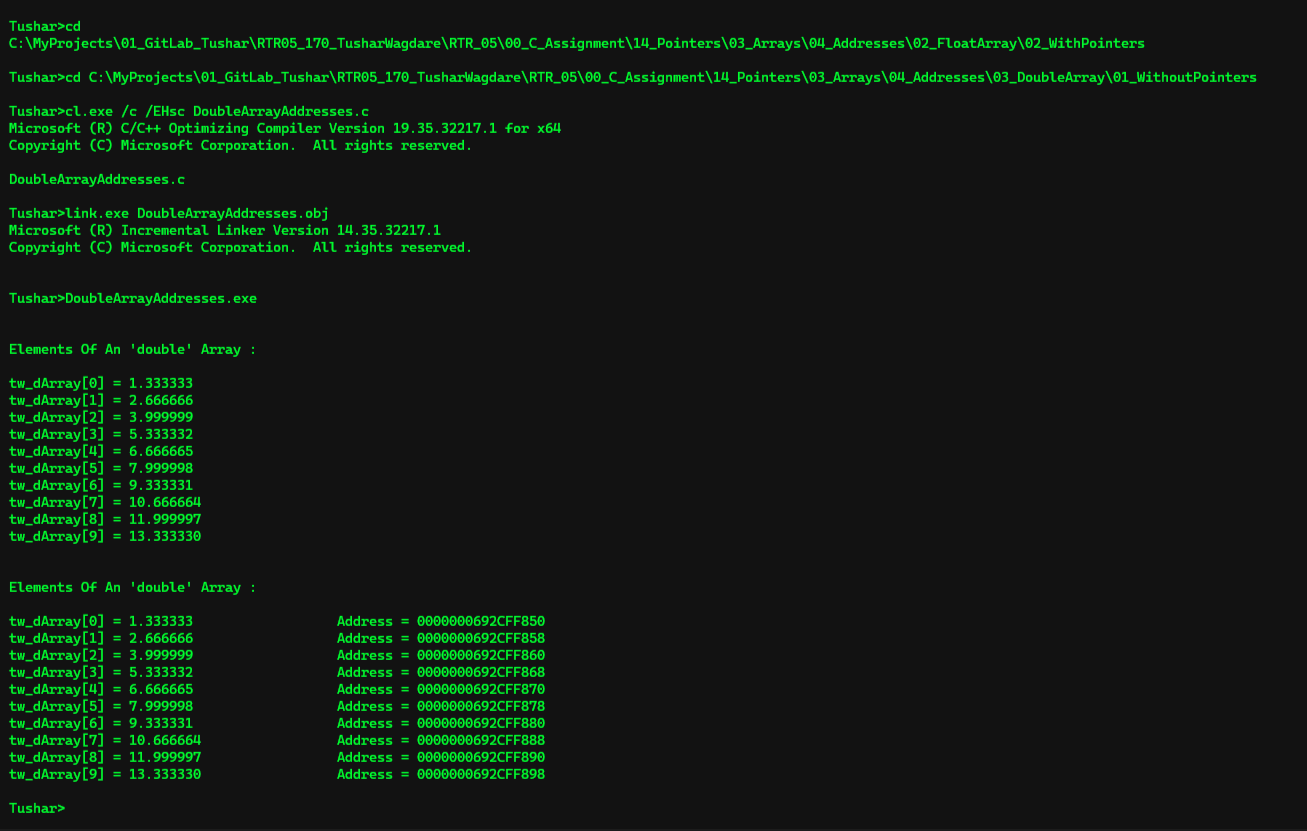 Tushar>cd
C:\MyProjects\01_GitLab_Tushar\RTR05_170_TusharWagdare\RTR_05\00_C_Assignment\14_Pointers\03_Arrays\04_Addresses\02_FloatArray\02_WithPointers
Tushar>cd C:\MyProjects\01_GitLab_Tushar\RTR05_170_TusharWagdare\RTR_05\00_C_Assignment\14_Pointers\03_Arrays\04_Addresses\03_DoubleArray\01_WithoutPointers
Tushar>cl.exe /c /EHsc DoubleArrayAddresses.c
Microsoft (R) C/C++ Optimizing Compiler Version 19.35.32217.1 for x64
Copyright (C) Microsoft Corporation.  All rights reserved.
DoubleArrayAddresses.c
Tushar>link.exe DoubleArrayAddresses.obj
Microsoft (R) Incremental Linker Version 14.35.32217.1
Copyright (C) Microsoft Corporation.  All rights reserved.
Tushar>DoubleArrayAddresses.exe
Elements Of An 'double' Array :
tw_dArray[0] = 1.333333
tw_dArray[1] = 2.666666
tw_dArray[2] = 3.999999
tw_dArray[3] = 5.333332
tw_dArray[4] = 6.666665
tw_dArray[5] = 7.999998
tw_dArray[6] = 9.333331
tw_dArray[7] = 10.666664
tw_dArray[8] = 11.999997
tw_dArray[9] = 13.333330
Elements Of An 'double' Array :
tw_dArray[0] = 1.333333                  Address = 0000000692CFF850
tw_dArray[1] = 2.666666                  Address = 0000000692CFF858
tw_dArray[2] = 3.999999                  Address = 0000000692CFF860
tw_dArray[3] = 5.333332                  Address = 0000000692CFF868
tw_dArray[4] = 6.666665                  Address = 0000000692CFF870
tw_dArray[5] = 7.999998                  Address = 0000000692CFF878
tw_dArray[6] = 9.333331                  Address = 0000000692CFF880
tw_dArray[7] = 10.666664                 Address = 0000000692CFF888
tw_dArray[8] = 11.999997                 Address = 0000000692CFF890
tw_dArray[9] = 13.333330                 Address = 0000000692CFF898
Tushar>